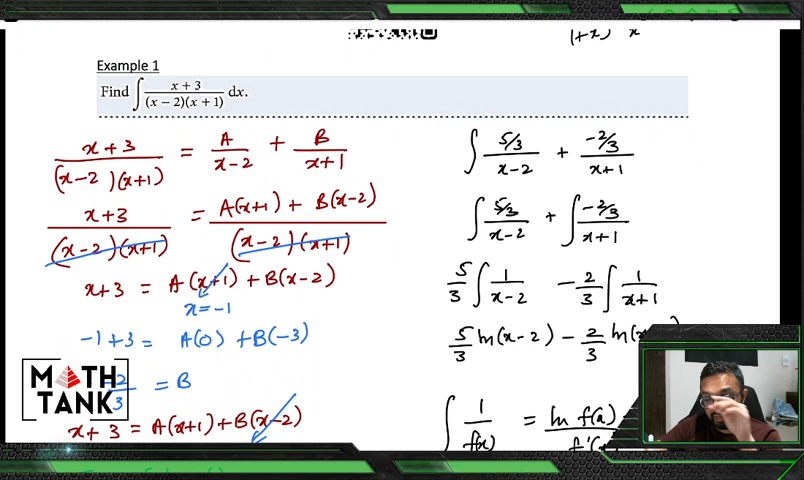 Example 1
Find ∫ (x + 3)/((x − 2)(x + 1)) dx.
(x+3)/((x−2)(x+1)) = A/(x−2) + B/(x+1)
(x+3)/((x−2)(x+1)) = (A(x+1) + B(x−2))/((x−2)(x+1))
x+3 = A(x+1) + B(x−2)
x=−1
−1+3 = A(0) + B(−3)
= B
x+3 = A(x+1) + B(x−2)
MATH
TANK
(1+x) x
∫ (5/3)/(x−2) + (−2/3)/(x+1)
∫ (5/3)/(x−2) + ∫ (−2/3)/(x+1)
5/3 ∫ 1/(x−2) − 2/3 ∫ 1/(x+1)
5/3 ln(x−2) − 2/3 ln(x
∫ 1/f(x) = ln f(x)/f'(